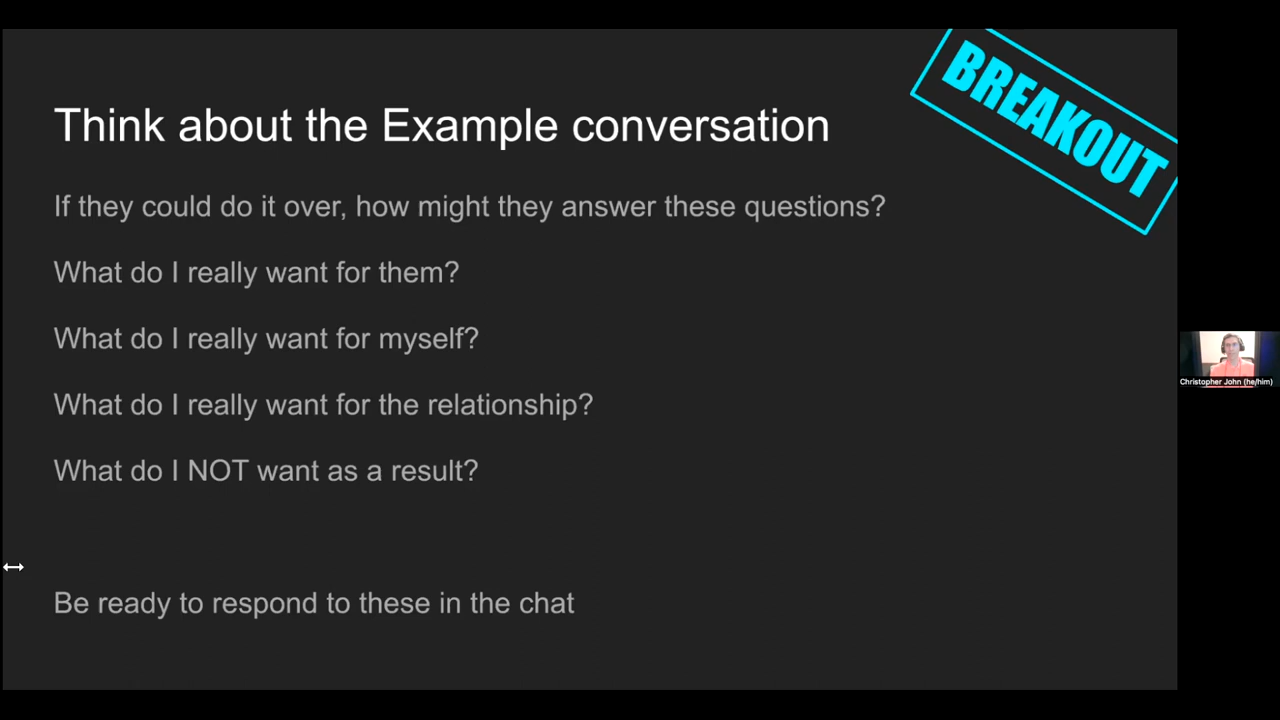 BREAKOUT
Think about the Example conversation
If they could do it over, how might they answer these questions?
What do I really want for them?
What do I really want for myself?
What do I really want for the relationship?
What do I NOT want as a result?
Be ready to respond to these in the chat
Christopher John (he/him)